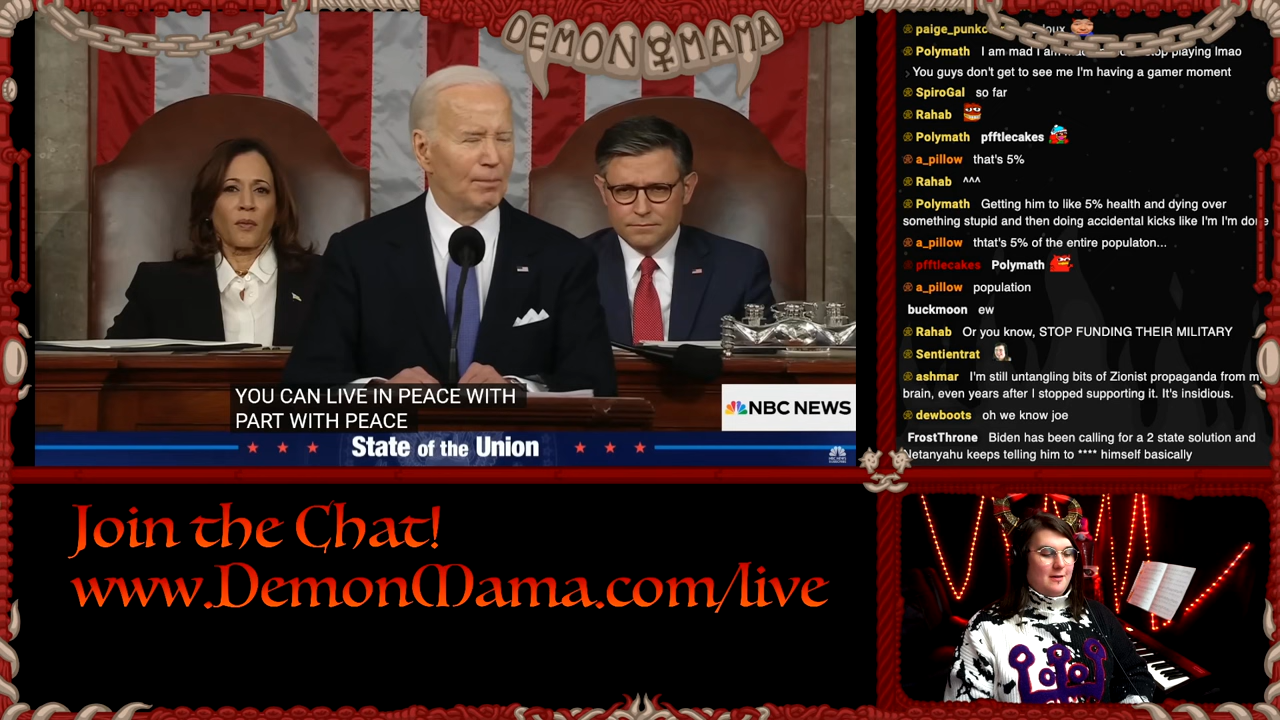 DEMON MAMA
YOU CAN LIVE IN PEACE WITH
PART WITH PEACE
NBC NEWS
State of the Union
Join the Chat!
www.DemonMama.com/live
Polymath I am mad I am playing lmao
You guys don't get to see me I'm having a gamer moment
SpiroGal so far
Rahab
Polymath pfftlecakes
a_pillow that's 5%
Rahab ^^^
Polymath Getting him to like 5% health and dying over
something stupid and then doing accidental kicks like I'm I'm done
a_pillow thtat's 5% of the entire populaton...
pfftlecakes Polymath
a_pillow population
buckmoon ew
Rahab Or you know, STOP FUNDING THEIR MILITARY
Sentientrat
ashmar I'm still untangling bits of Zionist propaganda from m
brain, even years after I stopped supporting it. It's insidious.
dewboots oh we know joe
FrostThrone Biden has been calling for a 2 state solution and
Netanyahu keeps telling him to **** himself basically